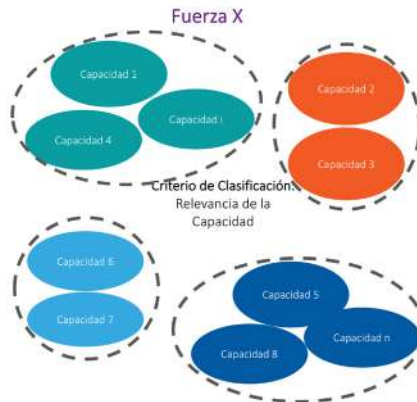 Fuerza X
Capacidad 1
Capacidad i
Capacidad 4
Capacidad 2
Capacidad 3
Criterio de Clasificación:
Relevancia de la
Capacidad
Capacidad 6
Capacidad 7
Capacidad 5
Capacidad n
Capacidad 8